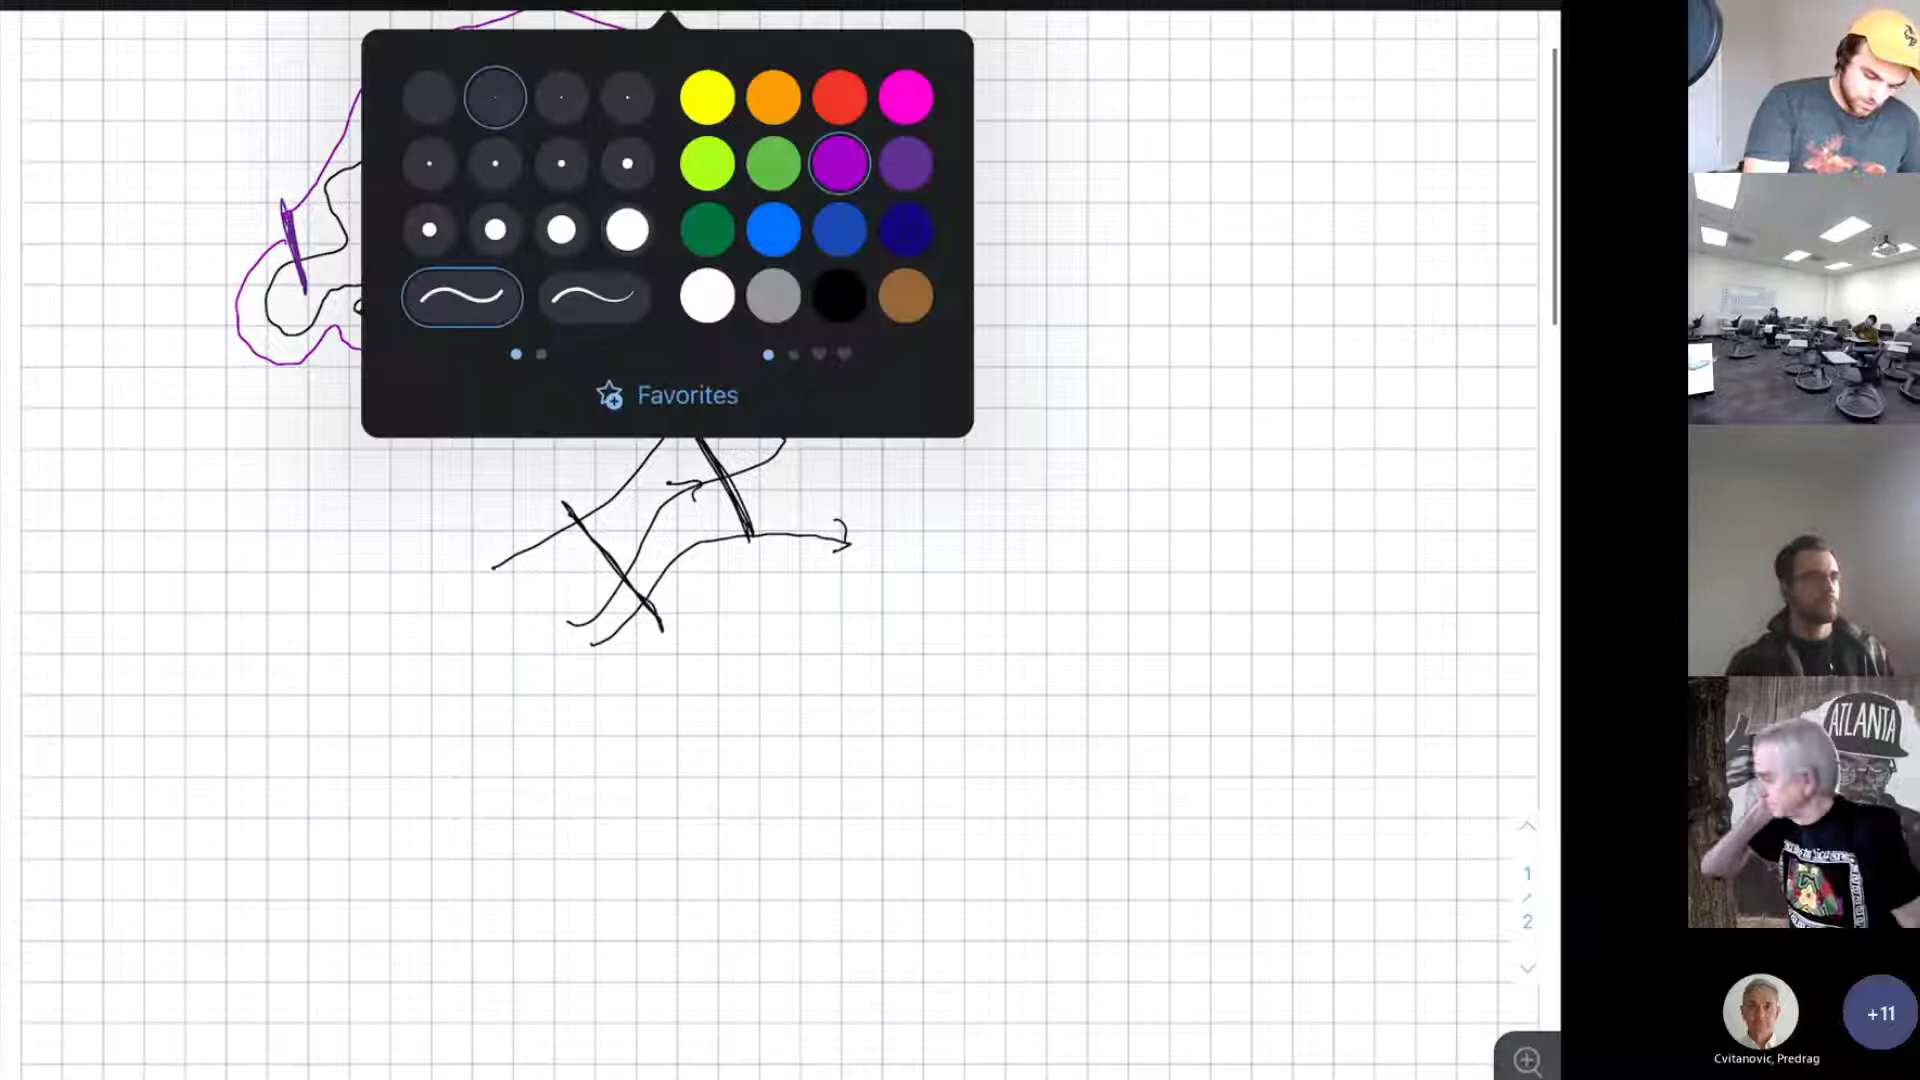 Favorites
ATLANTA
1
2
+11
Cvitanovic, Predrag